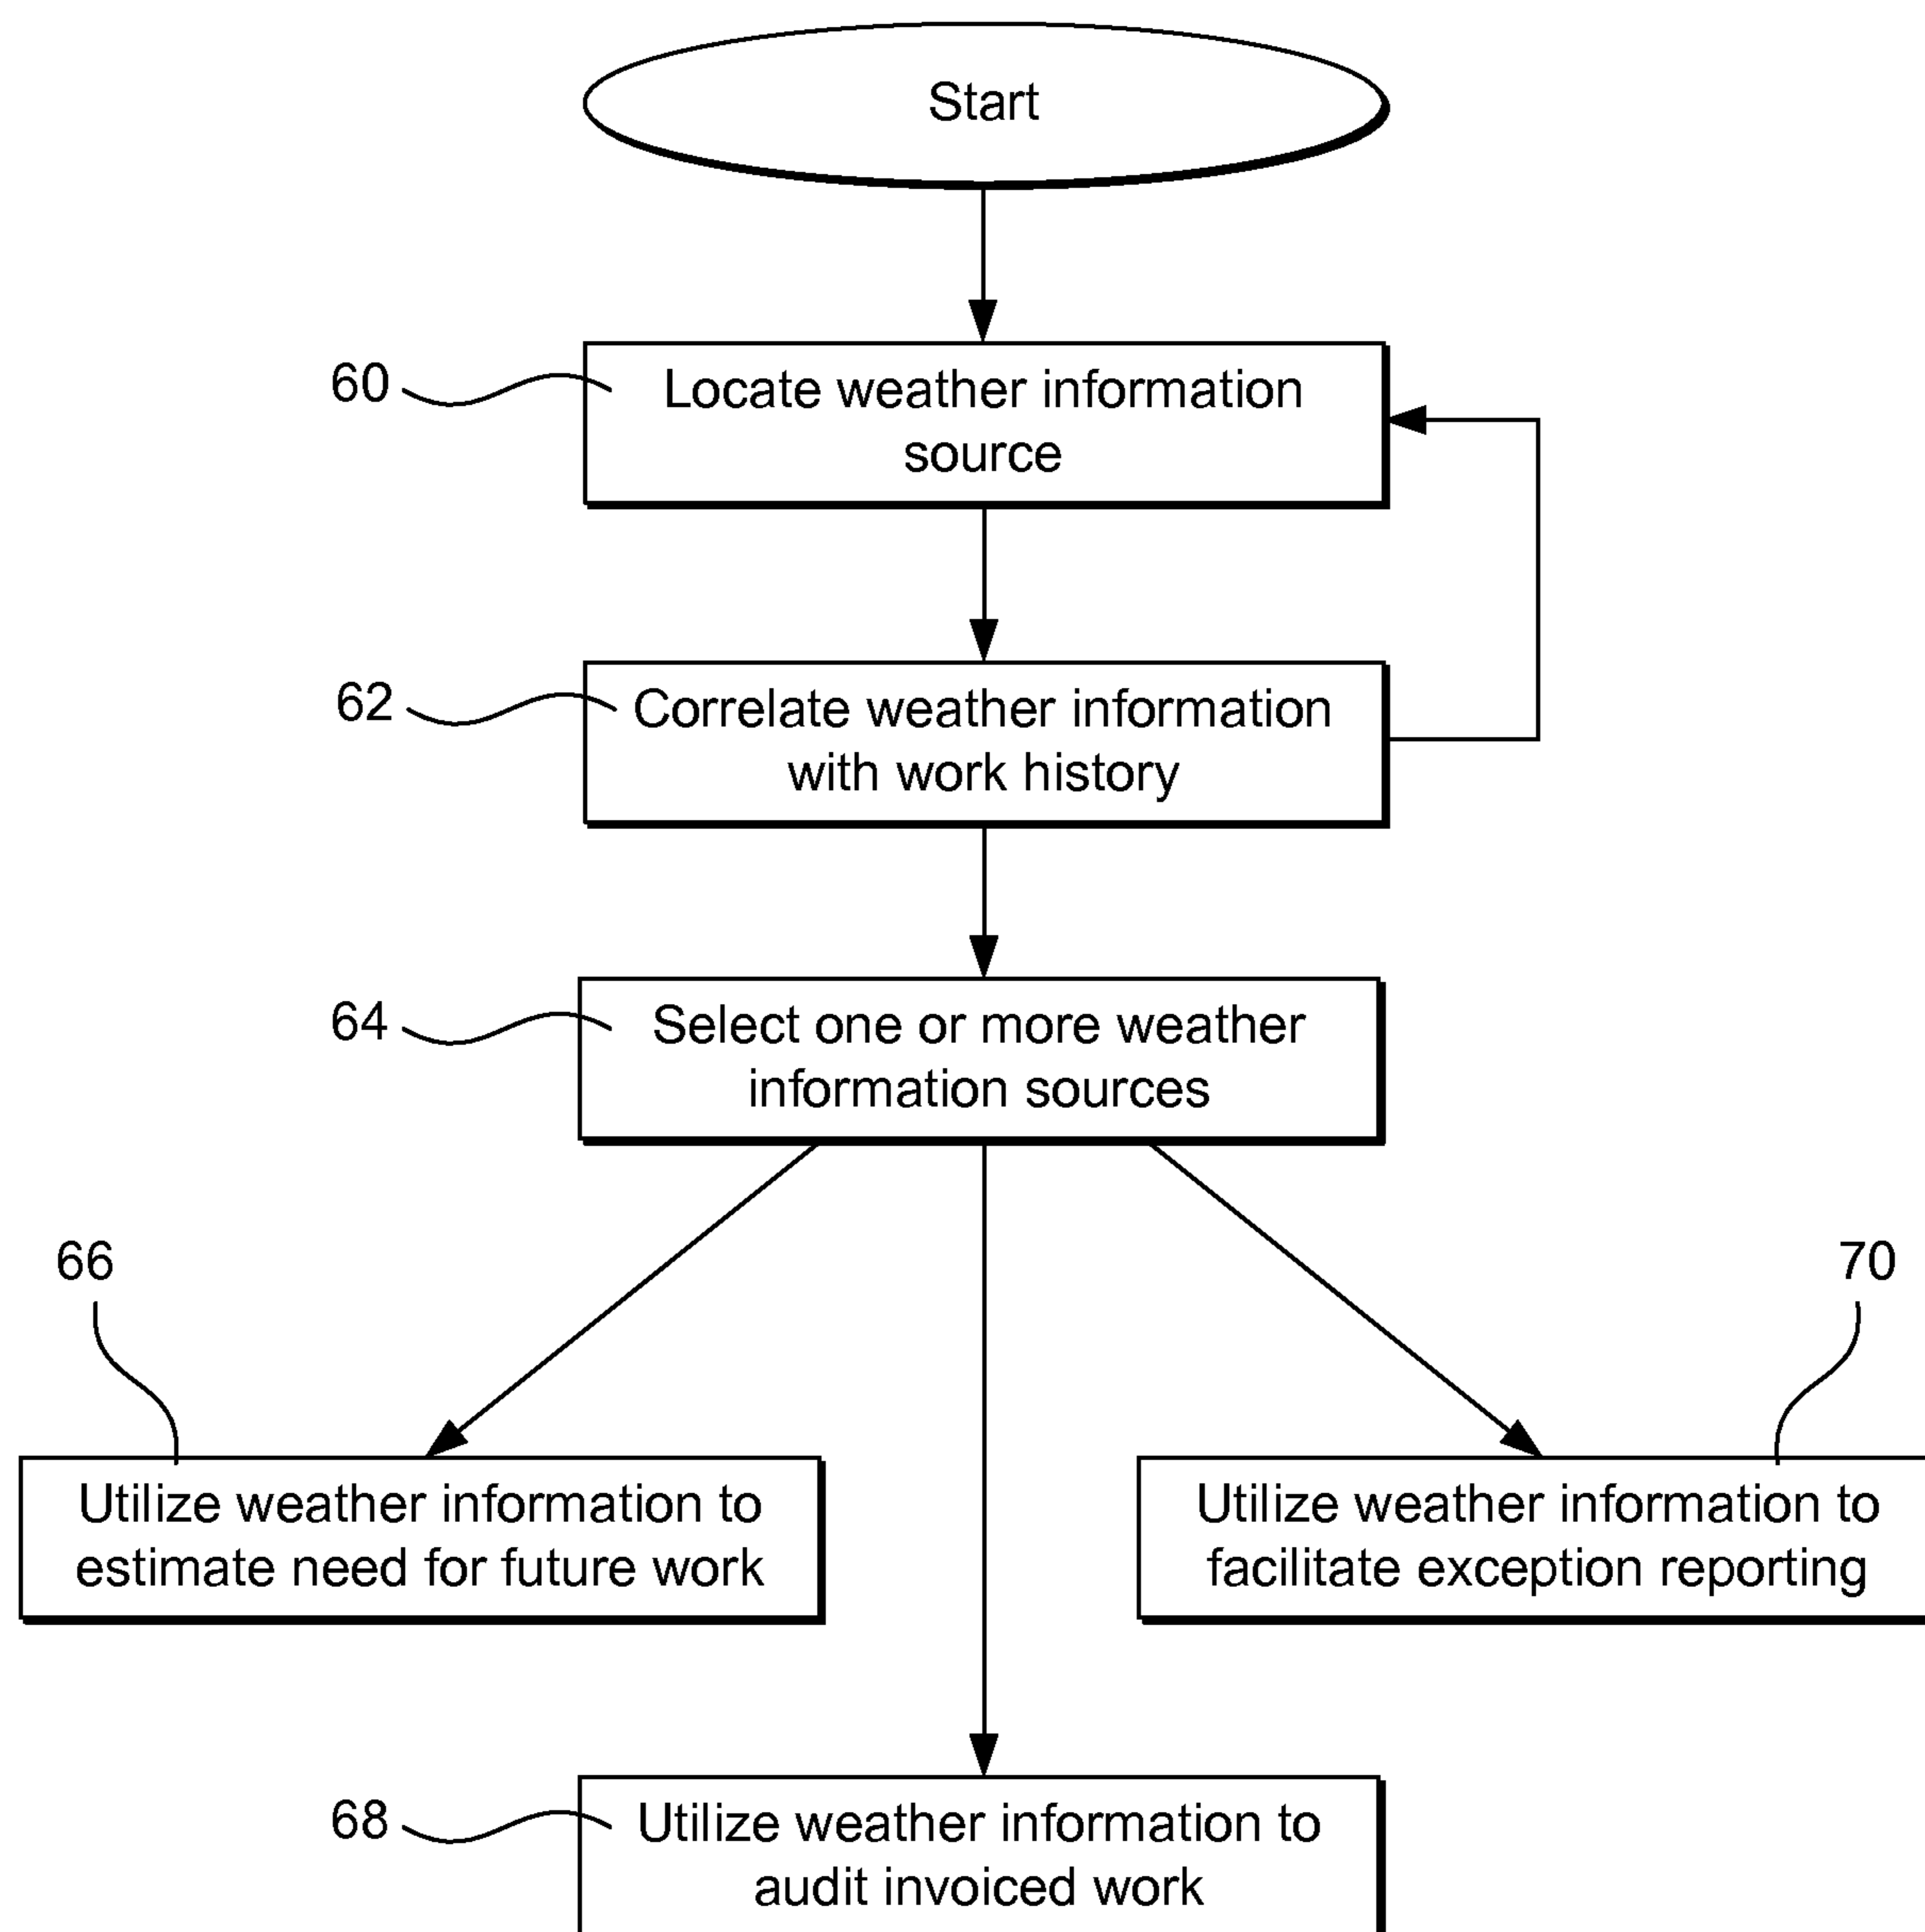 Start
60
Locate weather information
source
62
Correlate weather information
with work history
64
Select one or more weather
information sources
66
70
Utilize weather information to
estimate need for future work
Utilize weather information to
facilitate exception reporting
68
Utilize weather information to
audit invoiced work